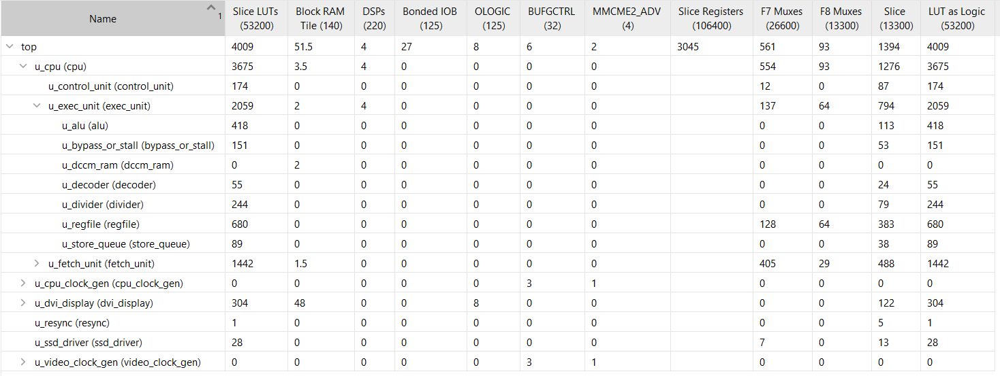 Name 1 Slice LUTs (53200) Block RAM Tile (140) DSPs (220) Bonded IOB (125) OLOGIC (125) BUFGCTRL (32) MMCME2_ADV (4) Slice Registers (106400) F7 Muxes (26600) F8 Muxes (13300) Slice (13300) LUT as Logic (53200)
top 4009 51.5 4 27 8 6 2 3045 561 93 1394 4009
u_cpu (cpu) 3675 3.5 4 0 0 0 0 554 93 1276 3675
u_control_unit (control_unit) 174 0 0 0 0 0 0 12 0 87 174
u_exec_unit (exec_unit) 2059 2 4 0 0 0 0 137 64 794 2059
u_alu (alu) 418 0 0 0 0 0 0 0 0 113 418
u_bypass_or_stall (bypass_or_stall) 151 0 0 0 0 0 0 0 0 53 151
u_dccm_ram (dccm_ram) 0 2 0 0 0 0 0 0 0 0 0
u_decoder (decoder) 55 0 0 0 0 0 0 0 0 24 55
u_divider (divider) 244 0 0 0 0 0 0 0 0 79 244
u_regfile (regfile) 680 0 0 0 0 0 0 128 64 383 680
u_store_queue (store_queue) 89 0 0 0 0 0 0 0 0 38 89
u_fetch_unit (fetch_unit) 1442 1.5 0 0 0 0 0 405 29 488 1442
u_cpu_clock_gen (cpu_clock_gen) 0 0 0 0 0 3 1 0 0 0 0
u_dvi_display (dvi_display) 304 48 0 0 8 0 0 0 0 122 304
u_resync (resync) 1 0 0 0 0 0 0 0 0 5 1
u_ssd_driver (ssd_driver) 28 0 0 0 0 0 0 7 0 13 28
u_video_clock_gen (video_clock_gen) 0 0 0 0 0 3 1 0 0 0 0